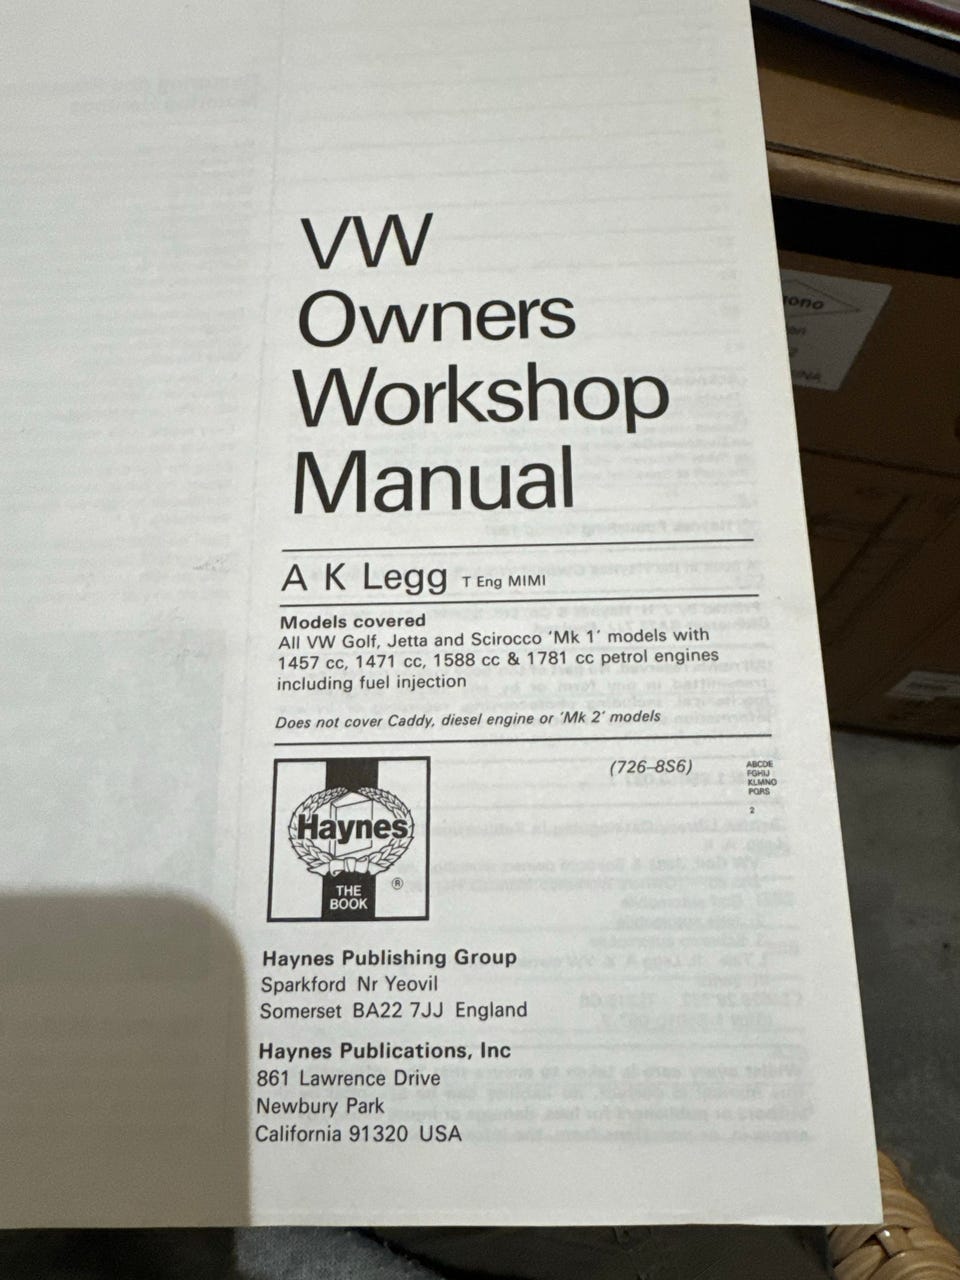 VW
Owners
Workshop
Manual
A K Legg T Eng MIMI
Models covered
All VW Golf, Jetta and Scirocco 'Mk 1' models with
1457 cc, 1471 cc, 1588 cc & 1781 cc petrol engines
including fuel injection
Does not cover Caddy, diesel engine or 'Mk 2' models
(726–8S6)
ABCDE
FGHIJ
KLMNO
PQRS
2
Haynes
®
THE
BOOK
Haynes Publishing Group
Sparkford Nr Yeovil
Somerset BA22 7JJ England
Haynes Publications, Inc
861 Lawrence Drive
Newbury Park
California 91320 USA